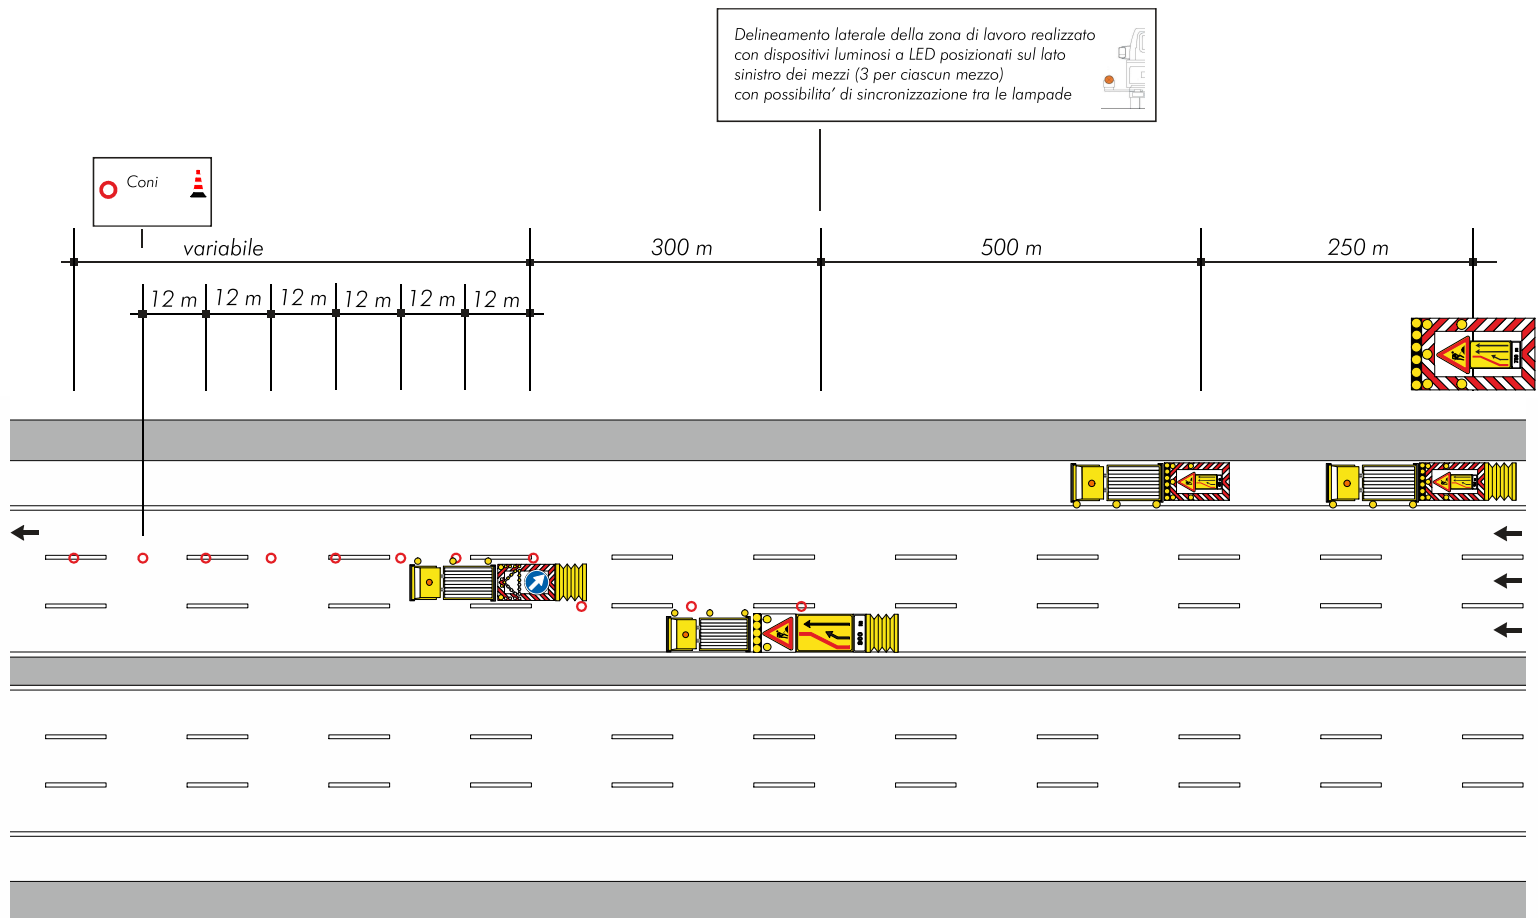 Delineamento laterale della zona di lavoro realizzato
con dispositivi luminosi a LED posizionati sul lato
sinistro dei mezzi (3 per ciascun mezzo)
con possibilita' di sincronizzazione tra le lampade
Coni
variabile
300 m
500 m
250 m
12 m
12 m
12 m
12 m
12 m
12 m